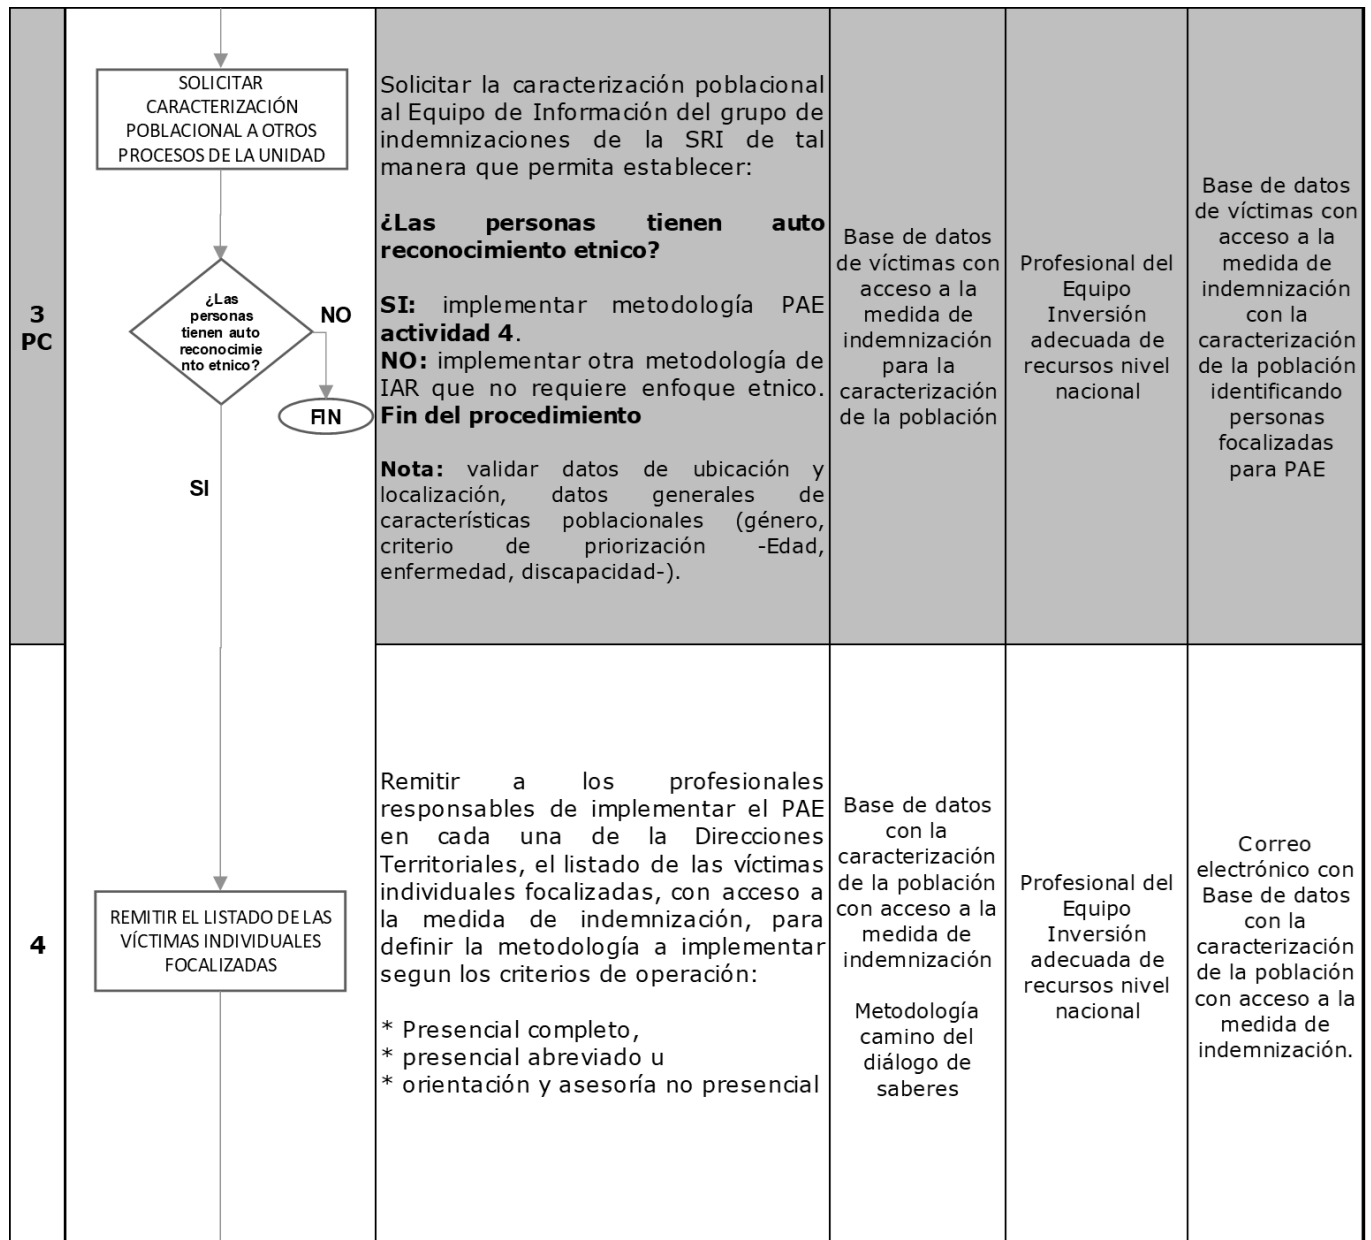 3
PC
SOLICITAR
CARACTERIZACIÓN
POBLACIONAL A OTROS
PROCESOS DE LA UNIDAD
¿Las
personas
tienen auto
reconocimie
nto etnico?
NO
FIN
SI
Solicitar la caracterización poblacional
al Equipo de Información del grupo de
indemnizaciones de la SRI de tal
manera que permita establecer:
¿Las personas tienen auto
reconocimiento etnico?
SI: implementar metodología PAE
actividad 4.
NO: implementar otra metodología de
IAR que no requiere enfoque etnico.
Fin del procedimiento
Nota: validar datos de ubicación y
localización, datos generales de
características poblacionales (género,
criterio de priorización -Edad,
enfermedad, discapacidad-).
Base de datos
de víctimas con
acceso a la
medida de
indemnización
para la
caracterización
de la población
Profesional del
Equipo
Inversión
adecuada de
recursos nivel
nacional
Base de datos
de víctimas con
acceso a la
medida de
indemnización
con la
caracterización
de la población
identificando
personas
focalizadas
para PAE
4
REMITIR EL LISTADO DE LAS
VÍCTIMAS INDIVIDUALES
FOCALIZADAS
Remitir a los profesionales
responsables de implementar el PAE
en cada una de la Direcciones
Territoriales, el listado de las víctimas
individuales focalizadas, con acceso a
la medida de indemnización, para
definir la metodología a implementar
segun los criterios de operación:
* Presencial completo,
* presencial abreviado u
* orientación y asesoría no presencial
Base de datos
con la
caracterización
de la población
con acceso a la
medida de
indemnización
Metodología
camino del
diálogo de
saberes
Profesional del
Equipo
Inversión
adecuada de
recursos nivel
nacional
Correo
electrónico con
Base de datos
con la
caracterización
de la población
con acceso a la
medida de
indemnización.